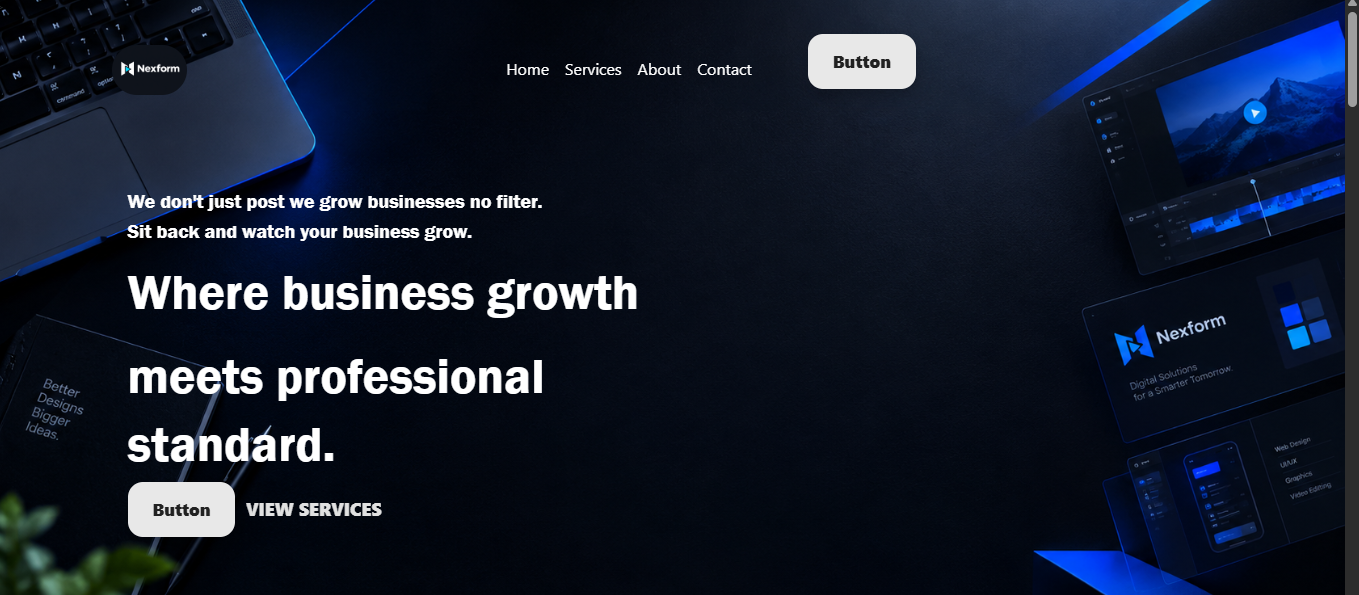 Nexform
Home Services About Contact
Button
We don't just post we grow businesses no filter.
Sit back and watch your business grow.
Where business growth
meets professional
standard.
Button VIEW SERVICES
command
option
Better
Designs
Bigger
Ideas.
Nexform
Digital Solutions
for a Smarter Tomorrow.
Web Design
UI/UX
Graphics
Video Editing